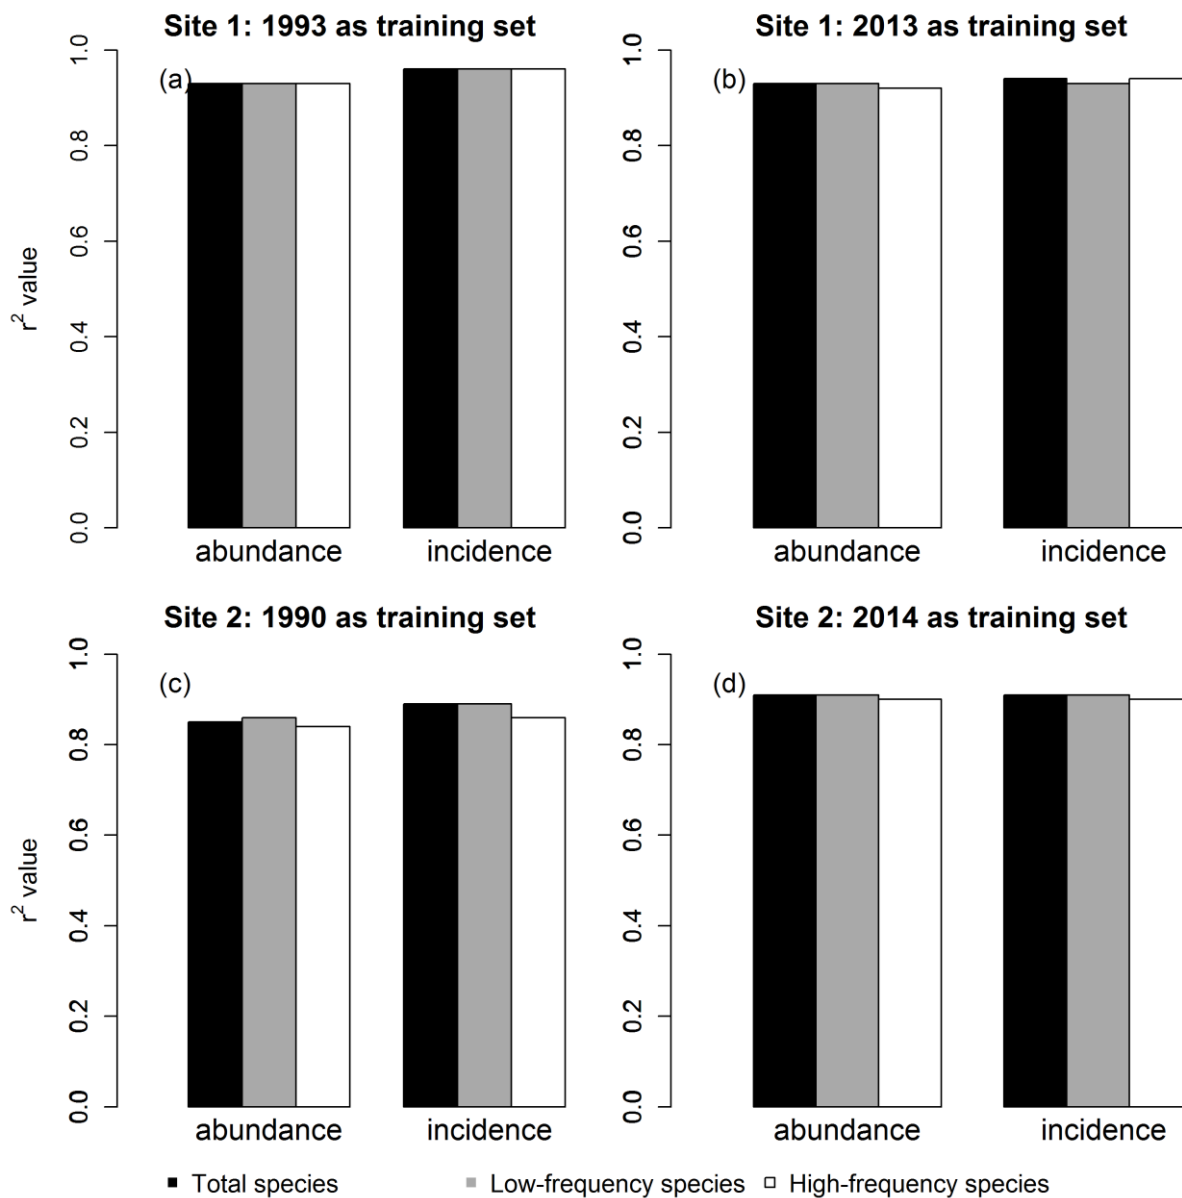 Site 1: 1993 as training set
Site 1: 2013 as training set
(a)
(b)
r² value
0.0 0.2 0.4 0.6 0.8 1.0
0.0 0.2 0.4 0.6 0.8 1.0
abundance incidence
abundance incidence
Site 2: 1990 as training set
Site 2: 2014 as training set
(c)
(d)
r² value
0.0 0.2 0.4 0.6 0.8 1.0
0.0 0.2 0.4 0.6 0.8 1.0
abundance incidence
abundance incidence
Total species Low-frequency species High-frequency species